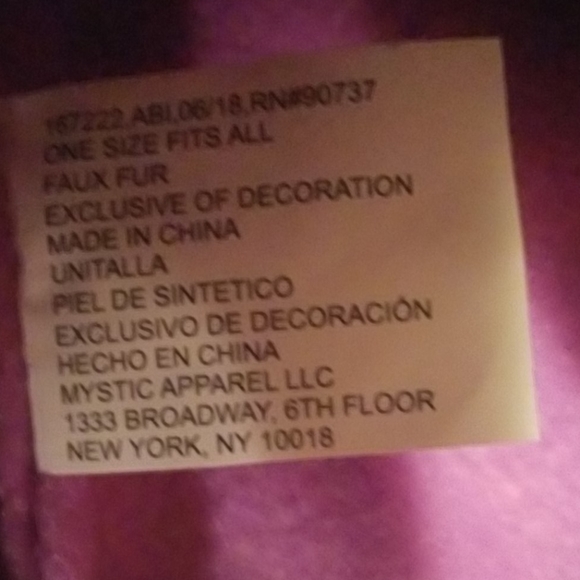 167222,ABI,06/18,RN#90737
ONE SIZE FITS ALL
FAUX FUR
EXCLUSIVE OF DECORATION
MADE IN CHINA
UNITALLA
PIEL DE SINTETICO
EXCLUSIVO DE DECORACIÓN
HECHO EN CHINA
MYSTIC APPAREL LLC
1333 BROADWAY, 6TH FLOOR
NEW YORK, NY 10018